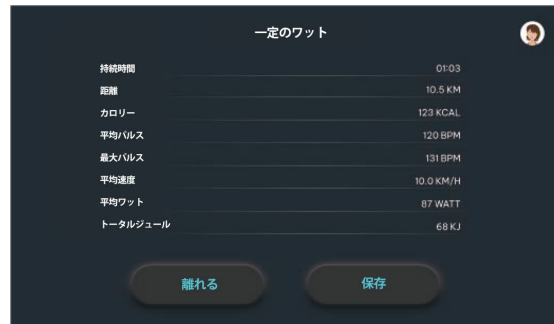 一定のワット
持続時間 01:03
距離 10.5 KM
カロリー 123 KCAL
平均パルス 120 BPM
最大パルス 131 BPM
平均速度 10.0 KM/H
平均ワット 87 WATT
トータルジュール 68 KJ
離れる 保存